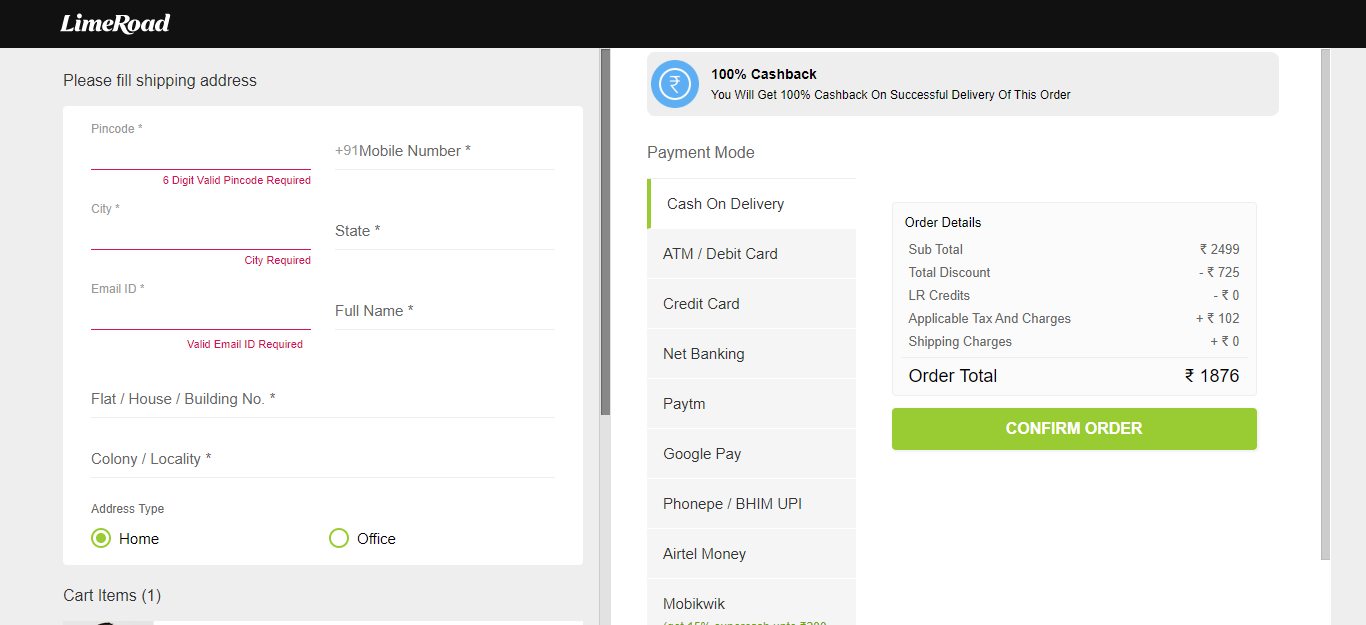 LimeRoad
Please fill shipping address
Pincode *
+91Mobile Number *
6 Digit Valid Pincode Required
City *
State *
City Required
Email ID *
Full Name *
Valid Email ID Required
Flat / House / Building No. *
Colony / Locality *
Address Type
Home
Office
Cart Items (1)
100% Cashback
You Will Get 100% Cashback On Successful Delivery Of This Order
Payment Mode
Cash On Delivery
ATM / Debit Card
Credit Card
Net Banking
Paytm
Google Pay
Phonepe / BHIM UPI
Airtel Money
Mobikwik
Order Details
Sub Total ₹ 2499
Total Discount - ₹ 725
LR Credits - ₹ 0
Applicable Tax And Charges + ₹ 102
Shipping Charges + ₹ 0
Order Total ₹ 1876
CONFIRM ORDER